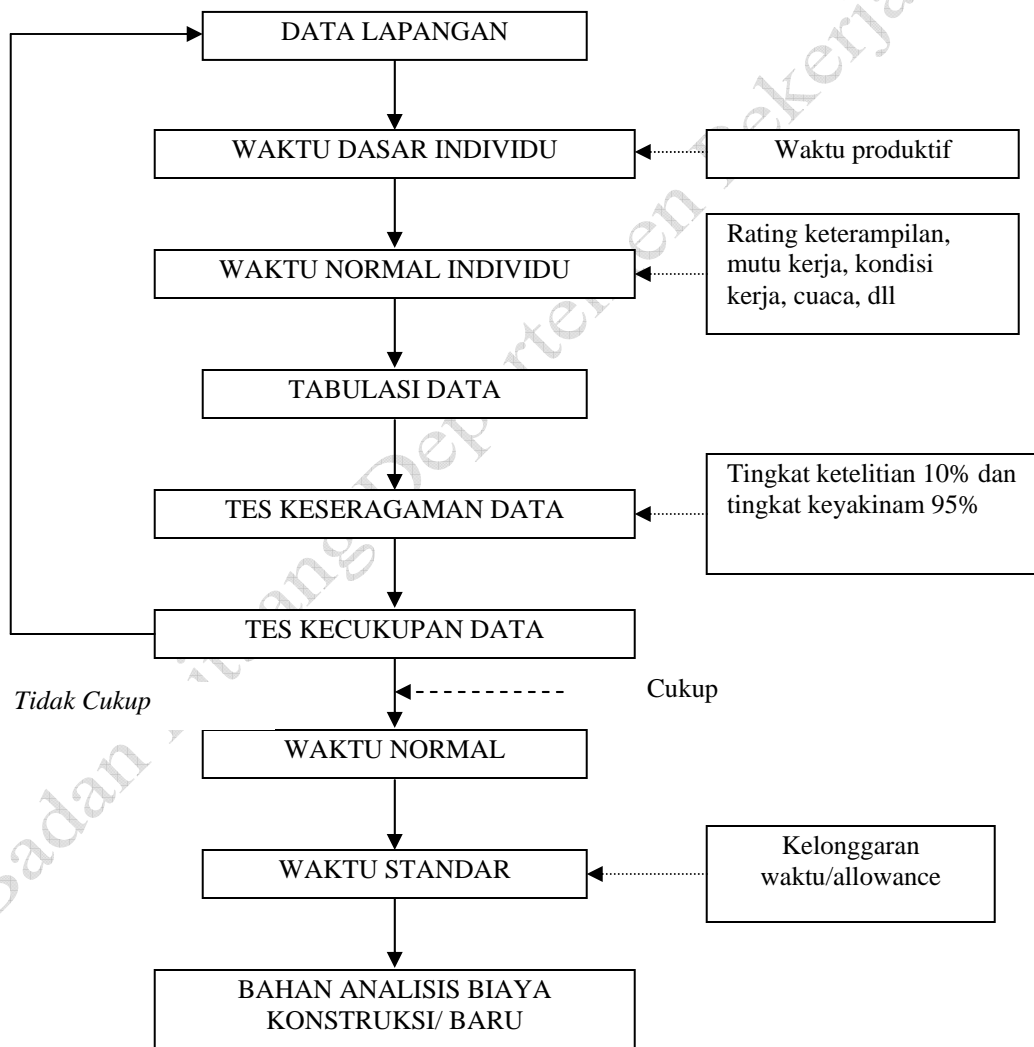 DATA LAPANGAN
WAKTU DASAR INDIVIDU
Waktu produktif
WAKTU NORMAL INDIVIDU
Rating keterampilan,
mutu kerja, kondisi
kerja, cuaca, dll
TABULASI DATA
TES KESERAGAMAN DATA
Tingkat ketelitian 10% dan
tingkat keyakinam 95%
TES KECUKUPAN DATA
Tidak Cukup
Cukup
WAKTU NORMAL
WAKTU STANDAR
Kelonggaran
waktu/allowance
BAHAN ANALISIS BIAYA
KONSTRUKSI/ BARU